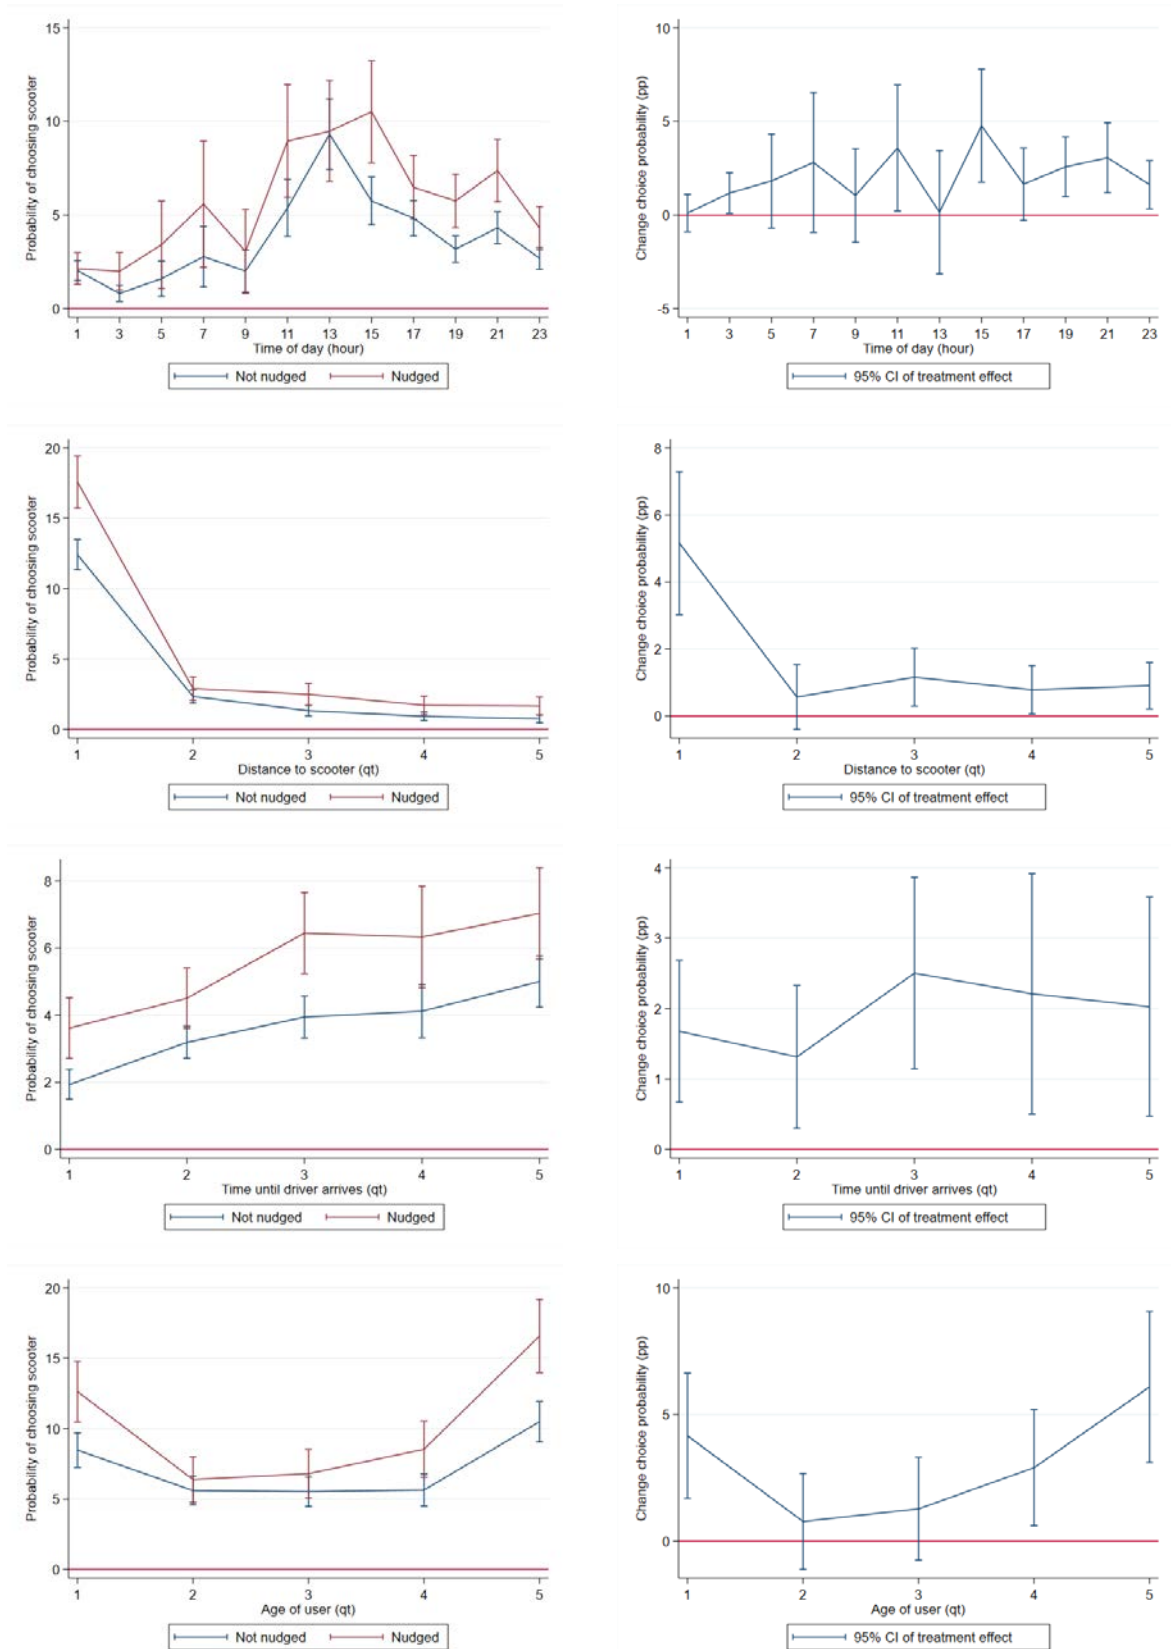 Probability of choosing scooter
15
10
5
0
1 3 5 7 9 11 13 15 17 19 21 23
Time of day (hour)
Not nudged Nudged
Change choice probability (pp)
10
5
0
-5
1 3 5 7 9 11 13 15 17 19 21 23
Time of day (hour)
95% CI of treatment effect
Probability of choosing scooter
20
15
10
5
0
1 2 3 4 5
Distance to scooter (qt)
Not nudged Nudged
Change choice probability (pp)
8
6
4
2
0
1 2 3 4 5
Distance to scooter (qt)
95% CI of treatment effect
Probability of choosing scooter
8
6
4
2
0
1 2 3 4 5
Time until driver arrives (qt)
Not nudged Nudged
Change choice probability (pp)
4
3
2
1
0
1 2 3 4 5
Time until driver arrives (qt)
95% CI of treatment effect
Probability of choosing scooter
20
15
10
5
0
1 2 3 4 5
Age of user (qt)
Not nudged Nudged
Change choice probability (pp)
10
5
0
1 2 3 4 5
Age of user (qt)
95% CI of treatment effect